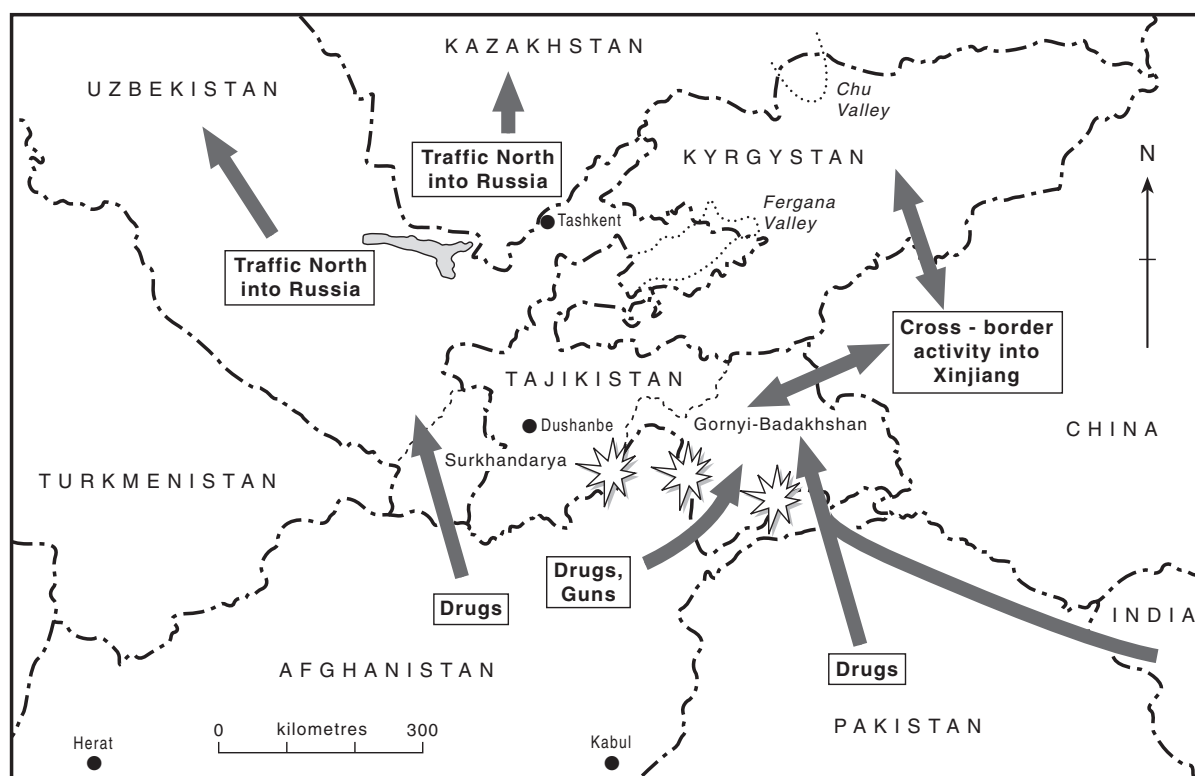 KAZAKHSTAN
UZBEKISTAN
Chu
Valley
Traffic North
into Russia
KYRGYSTAN
N
Fergana
Valley
Tashkent
Traffic North
into Russia
Cross - border
activity into
Xinjiang
TAJIKISTAN
Dushanbe
Gornyi-Badakhshan
CHINA
Surkhandarya
TURKMENISTAN
Drugs,
Guns
Drugs
INDIA
AFGHANISTAN
Drugs
PAKISTAN
0 kilometres 300
Herat
Kabul